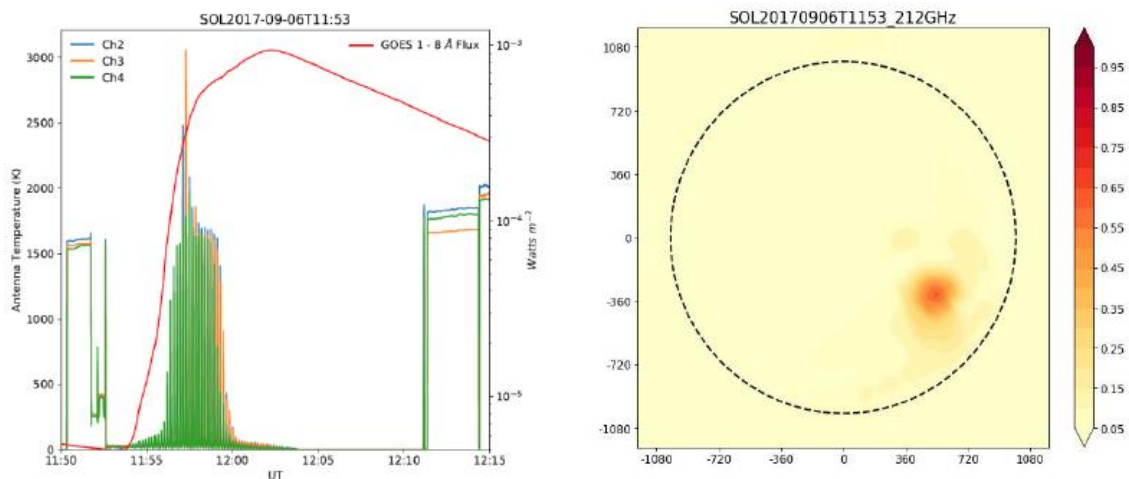 SOL2017-09-06T11:53
Ch2
Ch3
Ch4
GOES 1 - 8 Å Flux
Antenna Temperature (K)
3000
2500
2000
1500
1000
500
0
10⁻³
10⁻⁴
10⁻⁵
Watts m⁻²
11:50 11:55 12:00 12:05 12:10 12:15
UT
SOL20170906T1153_212GHz
1080
720
360
0
-360
-720
-1080
-1080 -720 -360 0 360 720 1080
0.95
0.85
0.75
0.65
0.55
0.45
0.35
0.25
0.15
0.05